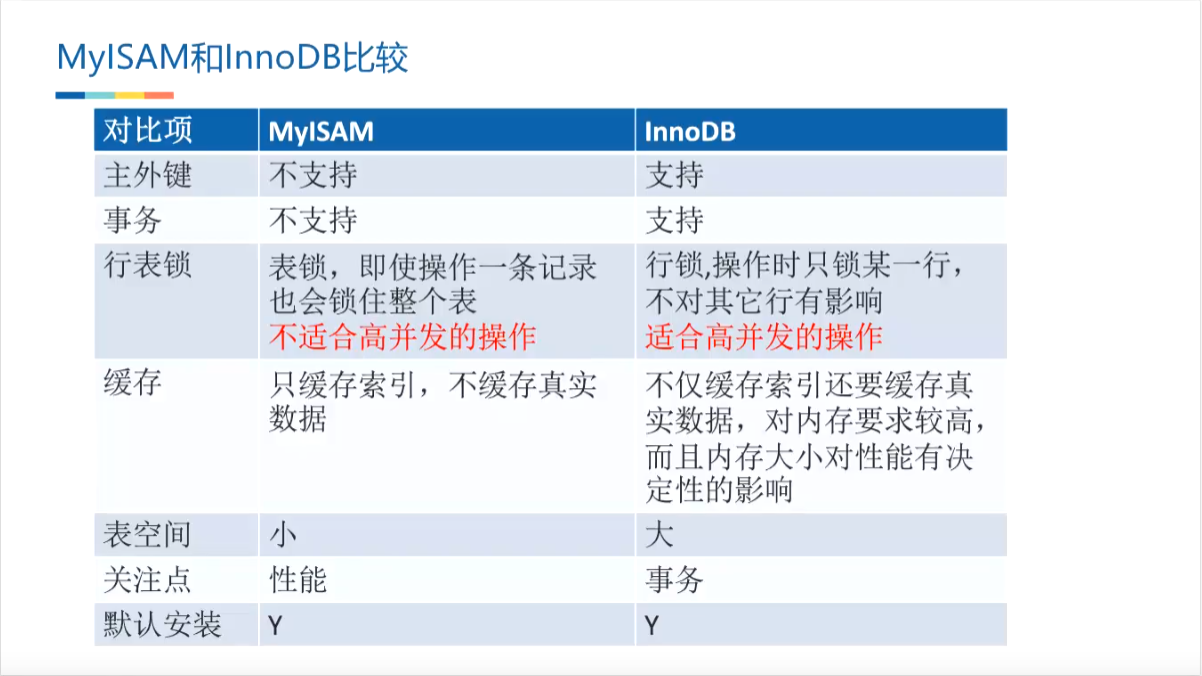 MyISAM和InnoDB比较
对比项 MyISAM InnoDB
主外键 不支持 支持
事务 不支持 支持
行表锁 表锁，即使操作一条记录 行锁,操作时只锁某一行，
也会锁住整个表 不对其它行有影响
不适合高并发的操作 适合高并发的操作
缓存 只缓存索引，不缓存真实 不仅缓存索引还要缓存真
数据 实数据，对内存要求较高，
而且内存大小对性能有决
定性的影响
表空间 小 大
关注点 性能 事务
默认安装 Y Y